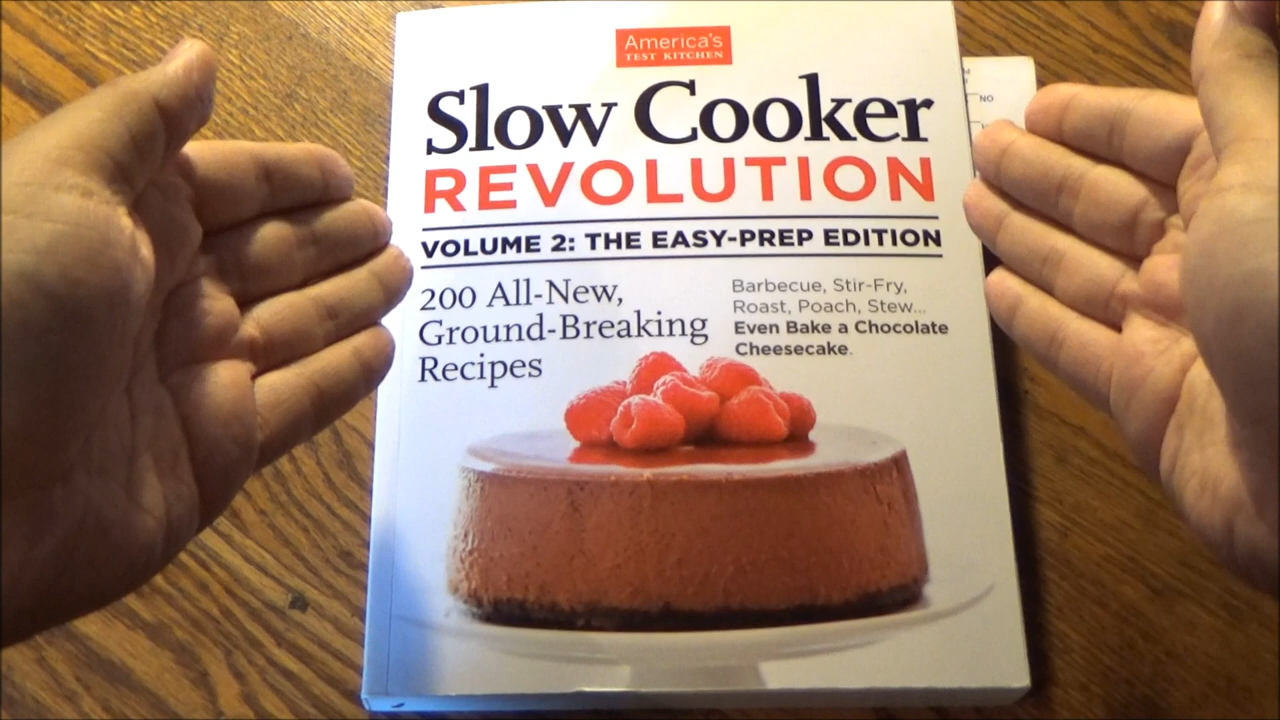 America's
TEST KITCHEN
Slow Cooker
REVOLUTION
VOLUME 2: THE EASY-PREP EDITION
200 All-New,
Ground-Breaking
Recipes
Barbecue, Stir-Fry,
Roast, Poach, Stew...
Even Bake a Chocolate
Cheesecake.
NO